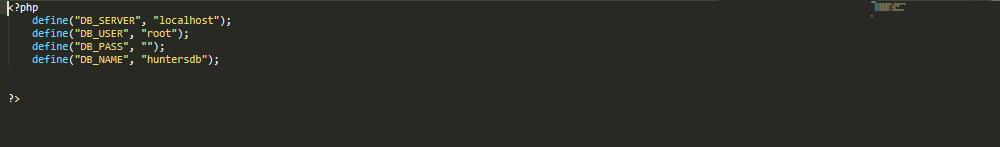 <?php
    define("DB_SERVER", "localhost");
    define("DB_USER", "root");
    define("DB_PASS", "");
    define("DB_NAME", "huntersdb");
?>